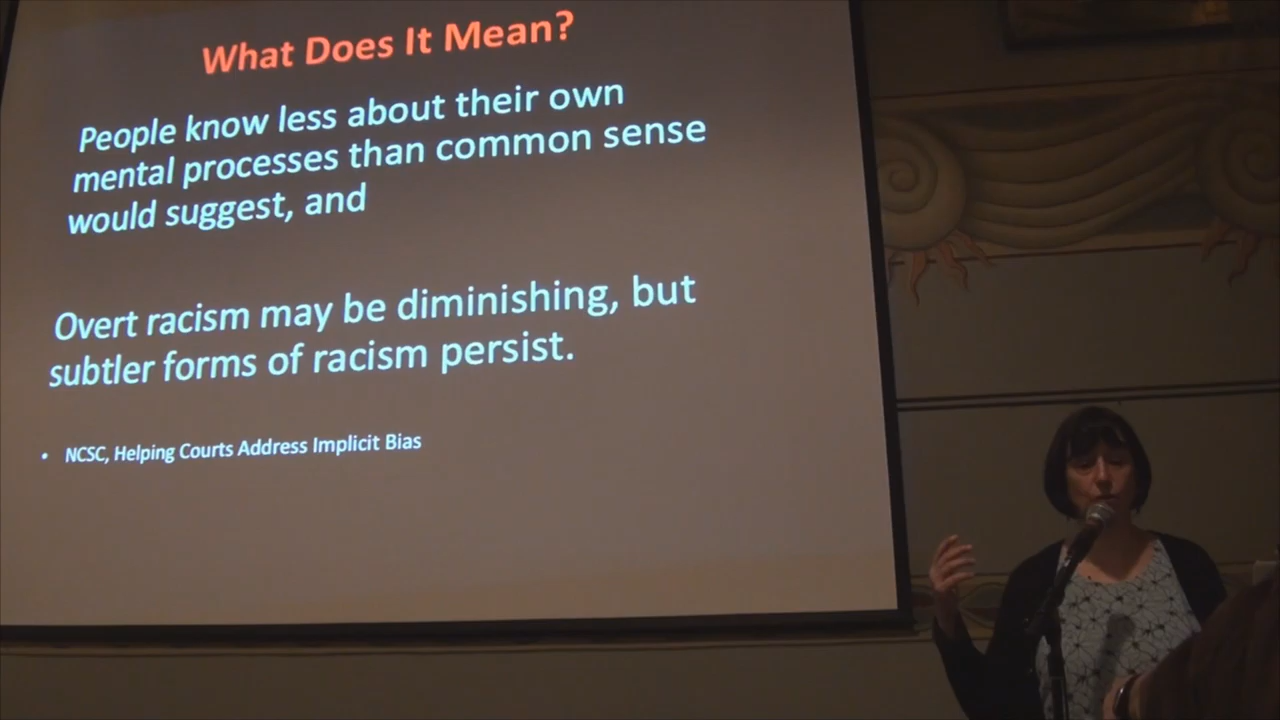 What Does It Mean?
People know less about their own
mental processes than common sense
would suggest, and
Overt racism may be diminishing, but
subtler forms of racism persist.
• NCSC, Helping Courts Address Implicit Bias